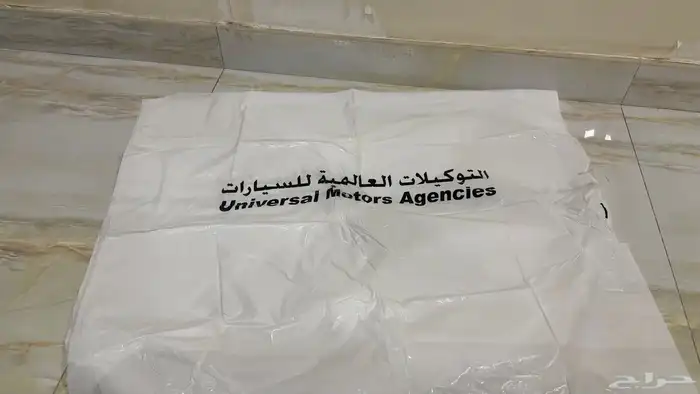 التوكيلات العالمية للسيارات
Universal Motors Agencies
حراج